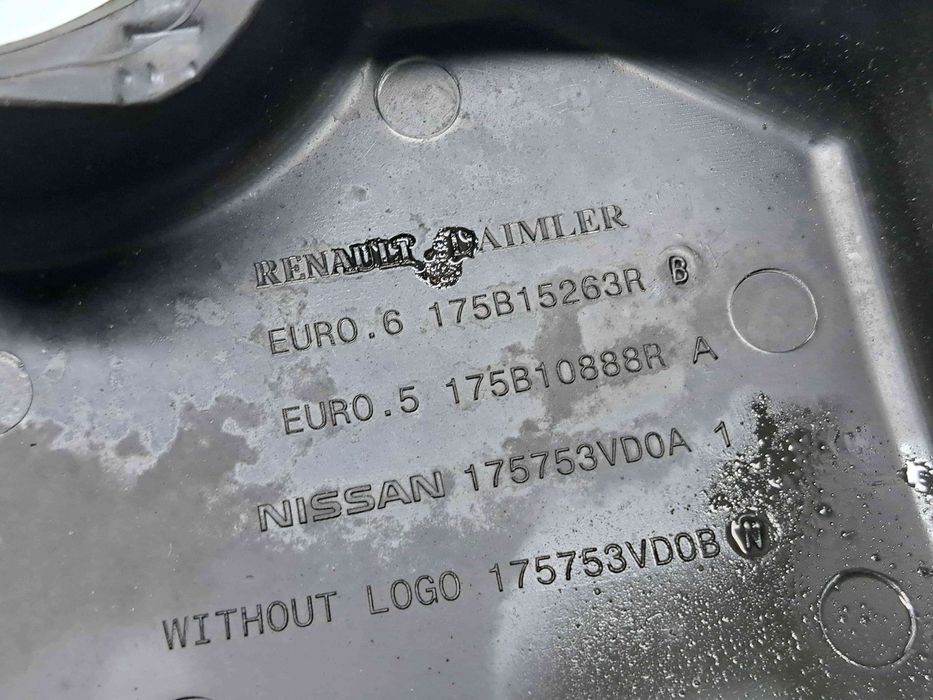 RENAULT DAIMLER
EURO.6 175B15263R B
EURO.5 175B10888R A
NISSAN 175753VD0A 1
WITHOUT LOGO 175753VD0B N